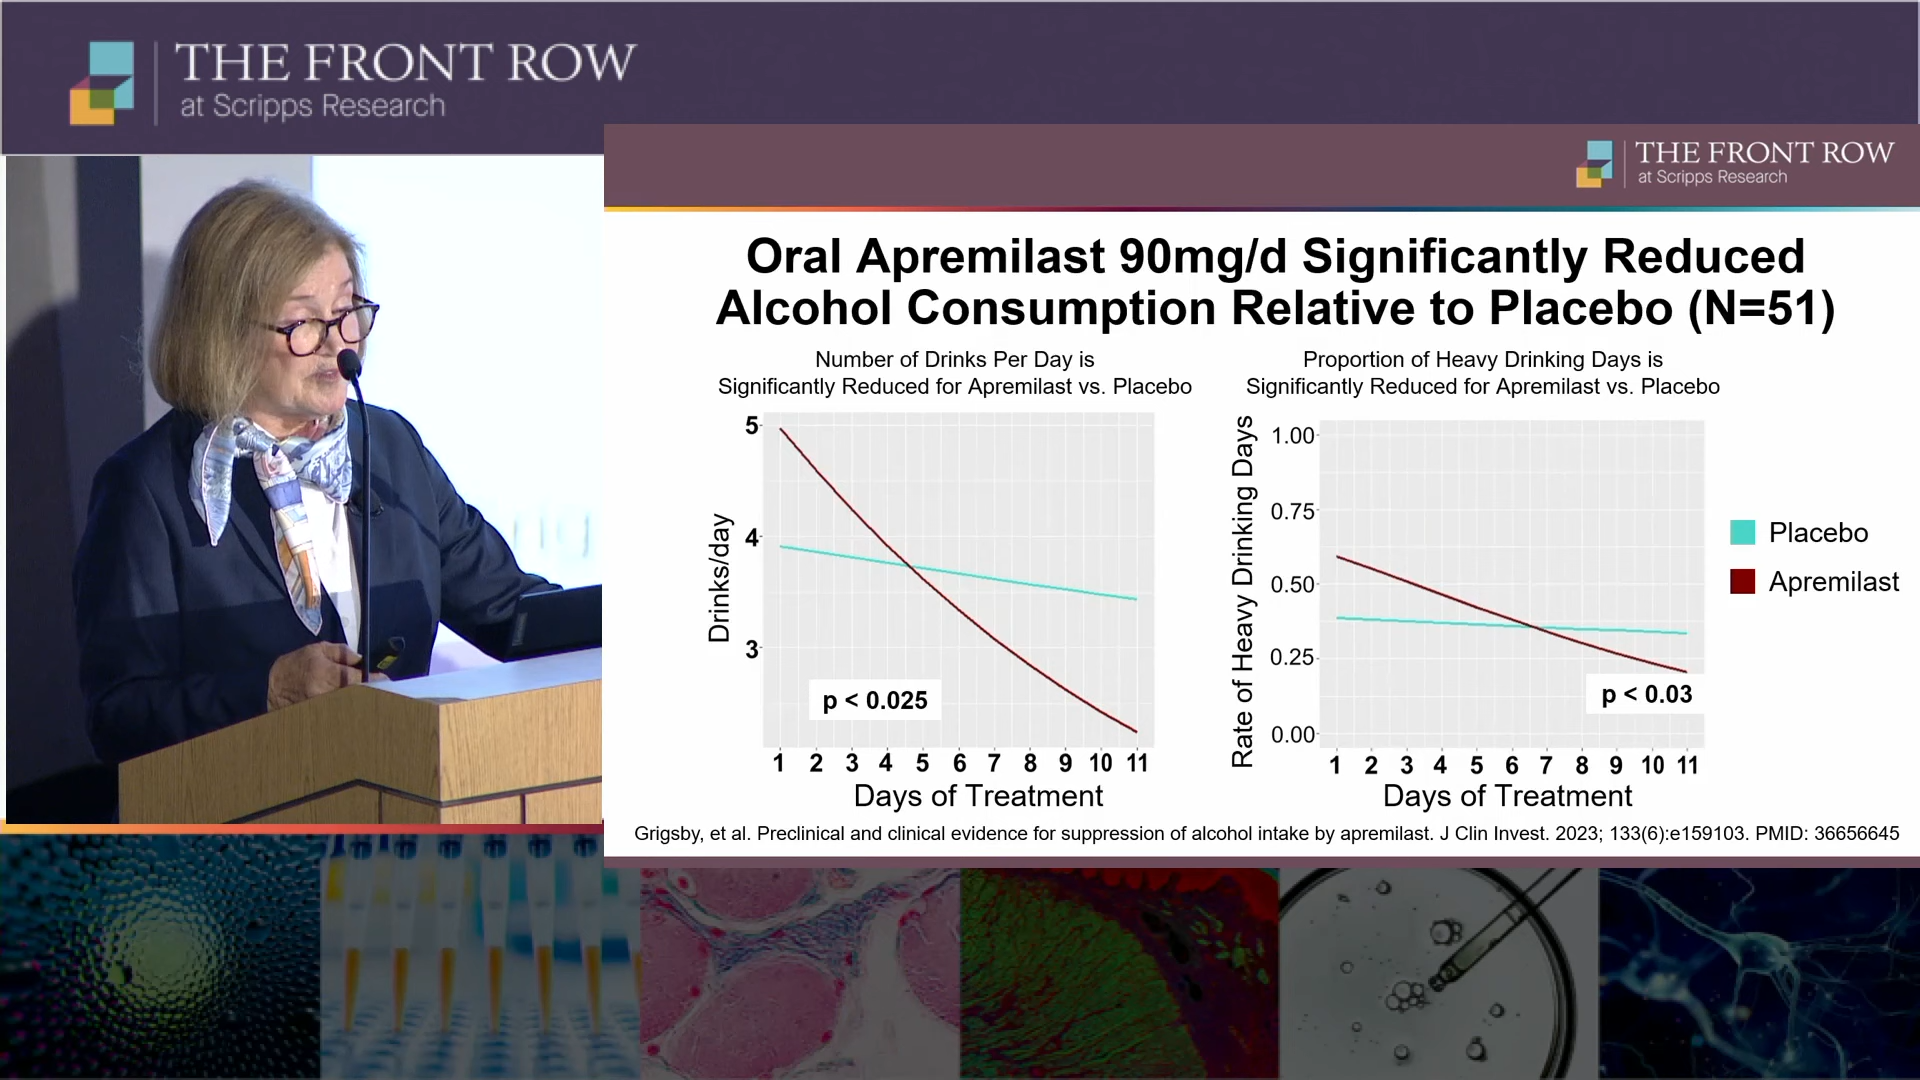 THE FRONT ROW
at Scripps Research
THE FRONT ROW
at Scripps Research
Oral Apremilast 90mg/d Significantly Reduced
Alcohol Consumption Relative to Placebo (N=51)
Number of Drinks Per Day is
Significantly Reduced for Apremilast vs. Placebo
5
4
3
Drinks/day
p < 0.025
1 2 3 4 5 6 7 8 9 10 11
Days of Treatment
Proportion of Heavy Drinking Days is
Significantly Reduced for Apremilast vs. Placebo
1.00
0.75
0.50
0.25
0.00
Rate of Heavy Drinking Days
p < 0.03
1 2 3 4 5 6 7 8 9 10 11
Days of Treatment
Placebo
Apremilast
Grigsby, et al. Preclinical and clinical evidence for suppression of alcohol intake by apremilast. J Clin Invest. 2023; 133(6):e159103. PMID: 36656645